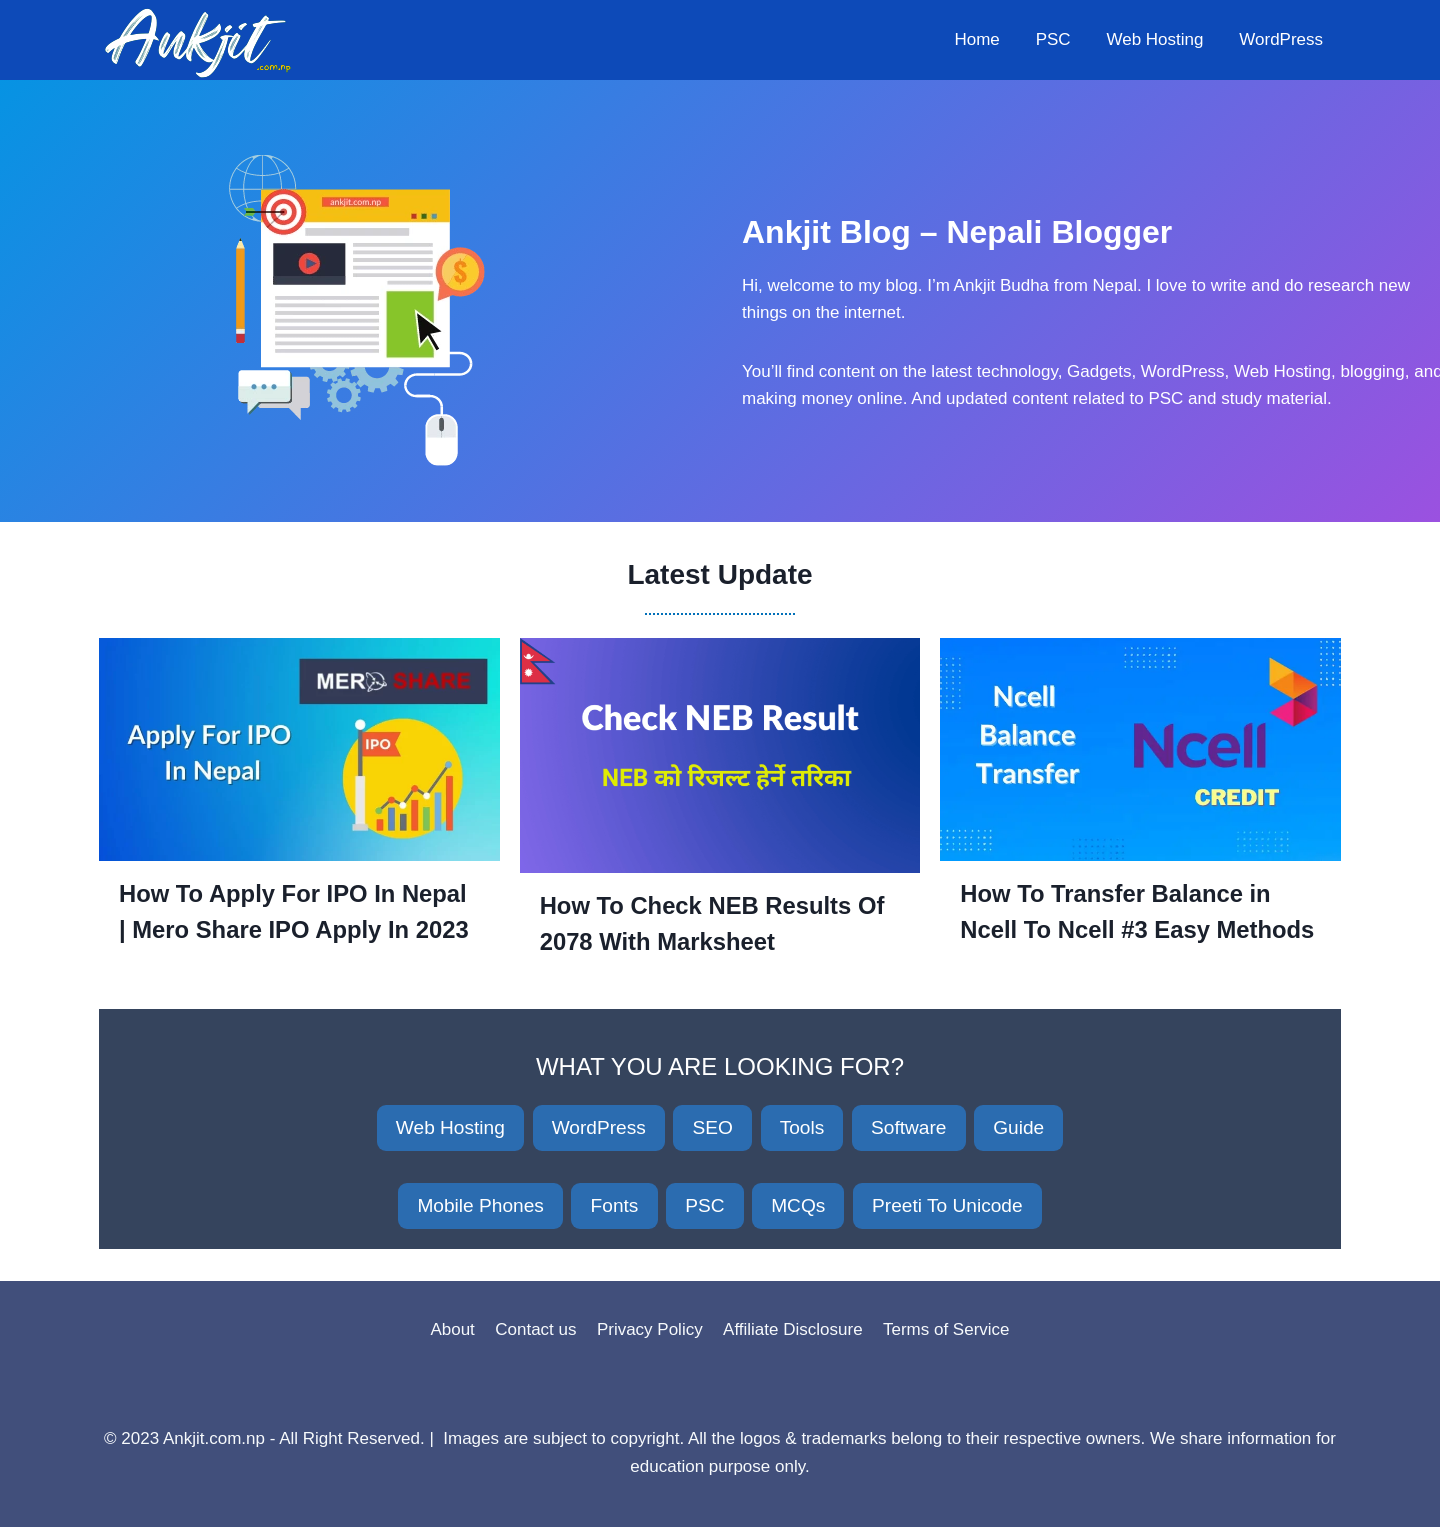 Ankjit
.com.np
Home PSC Web Hosting WordPress
ankjit.com.np
$
Ankjit Blog – Nepali Blogger
Hi, welcome to my blog. I’m Ankjit Budha from Nepal. I love to write and do research new
things on the internet.
You’ll find content on the latest technology, Gadgets, WordPress, Web Hosting, blogging, and
making money online. And updated content related to PSC and study material.
Latest Update
MERO SHARE
Apply For IPO
In Nepal
IPO
How To Apply For IPO In Nepal
| Mero Share IPO Apply In 2023
Check NEB Result
NEB को रिजल्ट हेर्ने तरिका
How To Check NEB Results Of
2078 With Marksheet
Ncell
Balance
Transfer
Ncell
CREDIT
How To Transfer Balance in
Ncell To Ncell #3 Easy Methods
WHAT YOU ARE LOOKING FOR?
Web Hosting WordPress SEO Tools Software Guide
Mobile Phones Fonts PSC MCQs Preeti To Unicode
About Contact us Privacy Policy Affiliate Disclosure Terms of Service
© 2023 Ankjit.com.np - All Right Reserved. | Images are subject to copyright. All the logos & trademarks belong to their respective owners. We share information for
education purpose only.